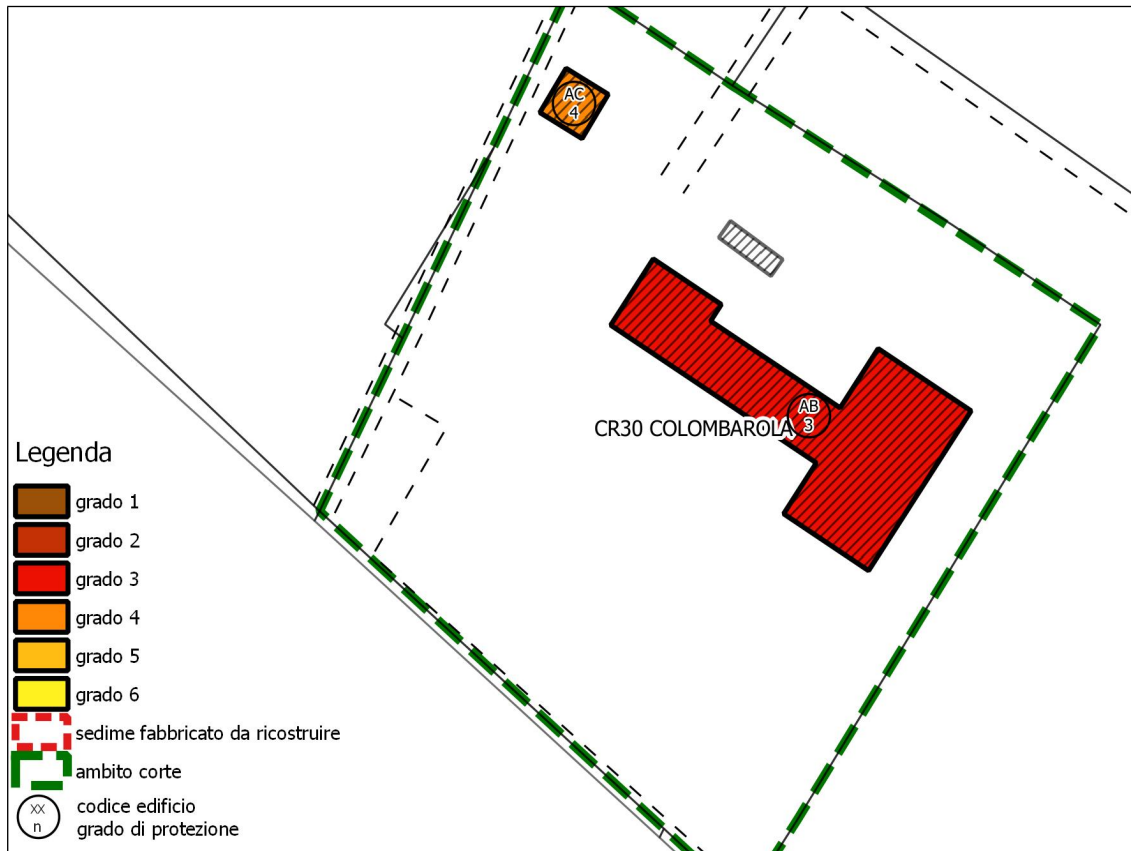 AC
4
AB
3
CR30 COLOMBAROLA
Legenda
grado 1
grado 2
grado 3
grado 4
grado 5
grado 6
sedime fabbricato da ricostruire
ambito corte
xx
n
codice edificio
grado di protezione